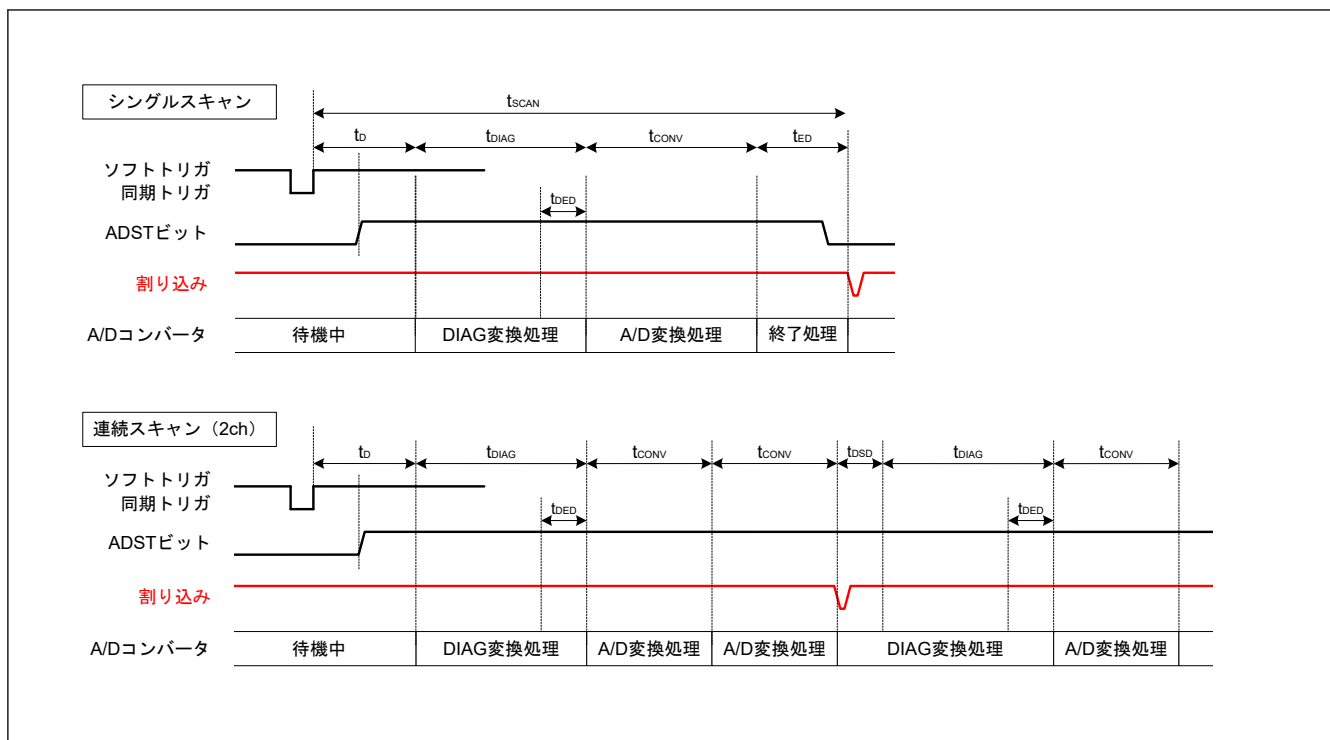 シングルスキャン
tSCAN
tD tDIAG tCONV tED
ソフトトリガ
同期トリガ
tDED
ADSTビット
割り込み
A/Dコンバータ 待機中 DIAG変換処理 A/D変換処理 終了処理
連続スキャン（2ch）
tD tDIAG tCONV tCONV tDSD tDIAG tCONV
ソフトトリガ
同期トリガ
tDED tDED
ADSTビット
割り込み
A/Dコンバータ 待機中 DIAG変換処理 A/D変換処理 A/D変換処理 DIAG変換処理 A/D変換処理